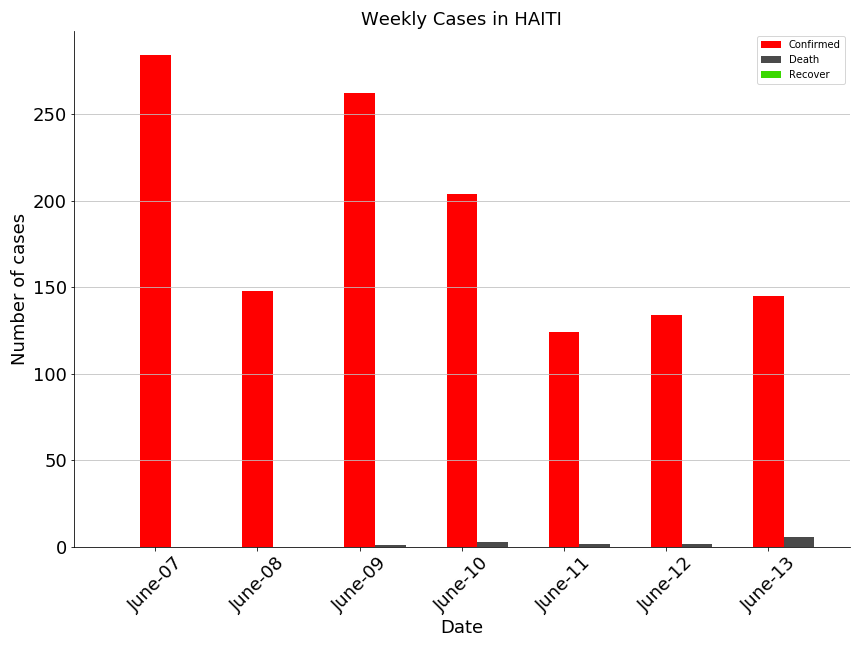 Weekly Cases in HAITI
Confirmed
Death
Recover
Number of cases
250
200
150
100
50
0
June-07
June-08
June-09
June-10
June-11
June-12
June-13
Date